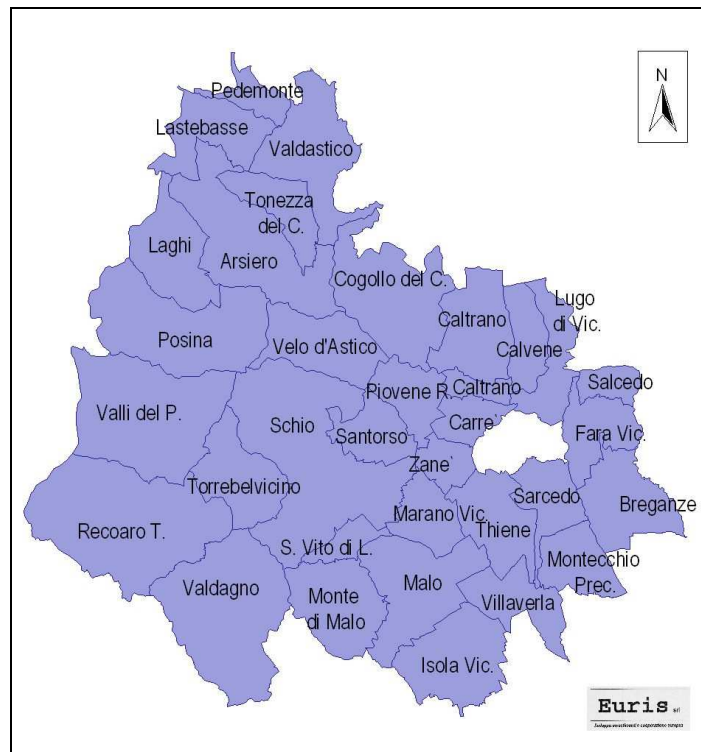 N
Pedemonte
Lastebasse
Valdastico
Tonezza
del C.
Laghi
Arsiero
Cogollo del C.
Lugo
di Vic.
Caltrano
Calvene
Posina
Velo d'Astico
Piovene R.
Caltrano
Salcedo
Valli del P.
Schio
Santorso
Carre`
Fara Vic.
Zane`
Torrebelvicino
Sarcedo
Breganze
Recoaro T.
Marano Vic.
Thiene
S. Vito di L.
Montecchio
Prec.
Valdagno
Monte
di Malo
Malo
Villaverla
Isola Vic.
Euris srl